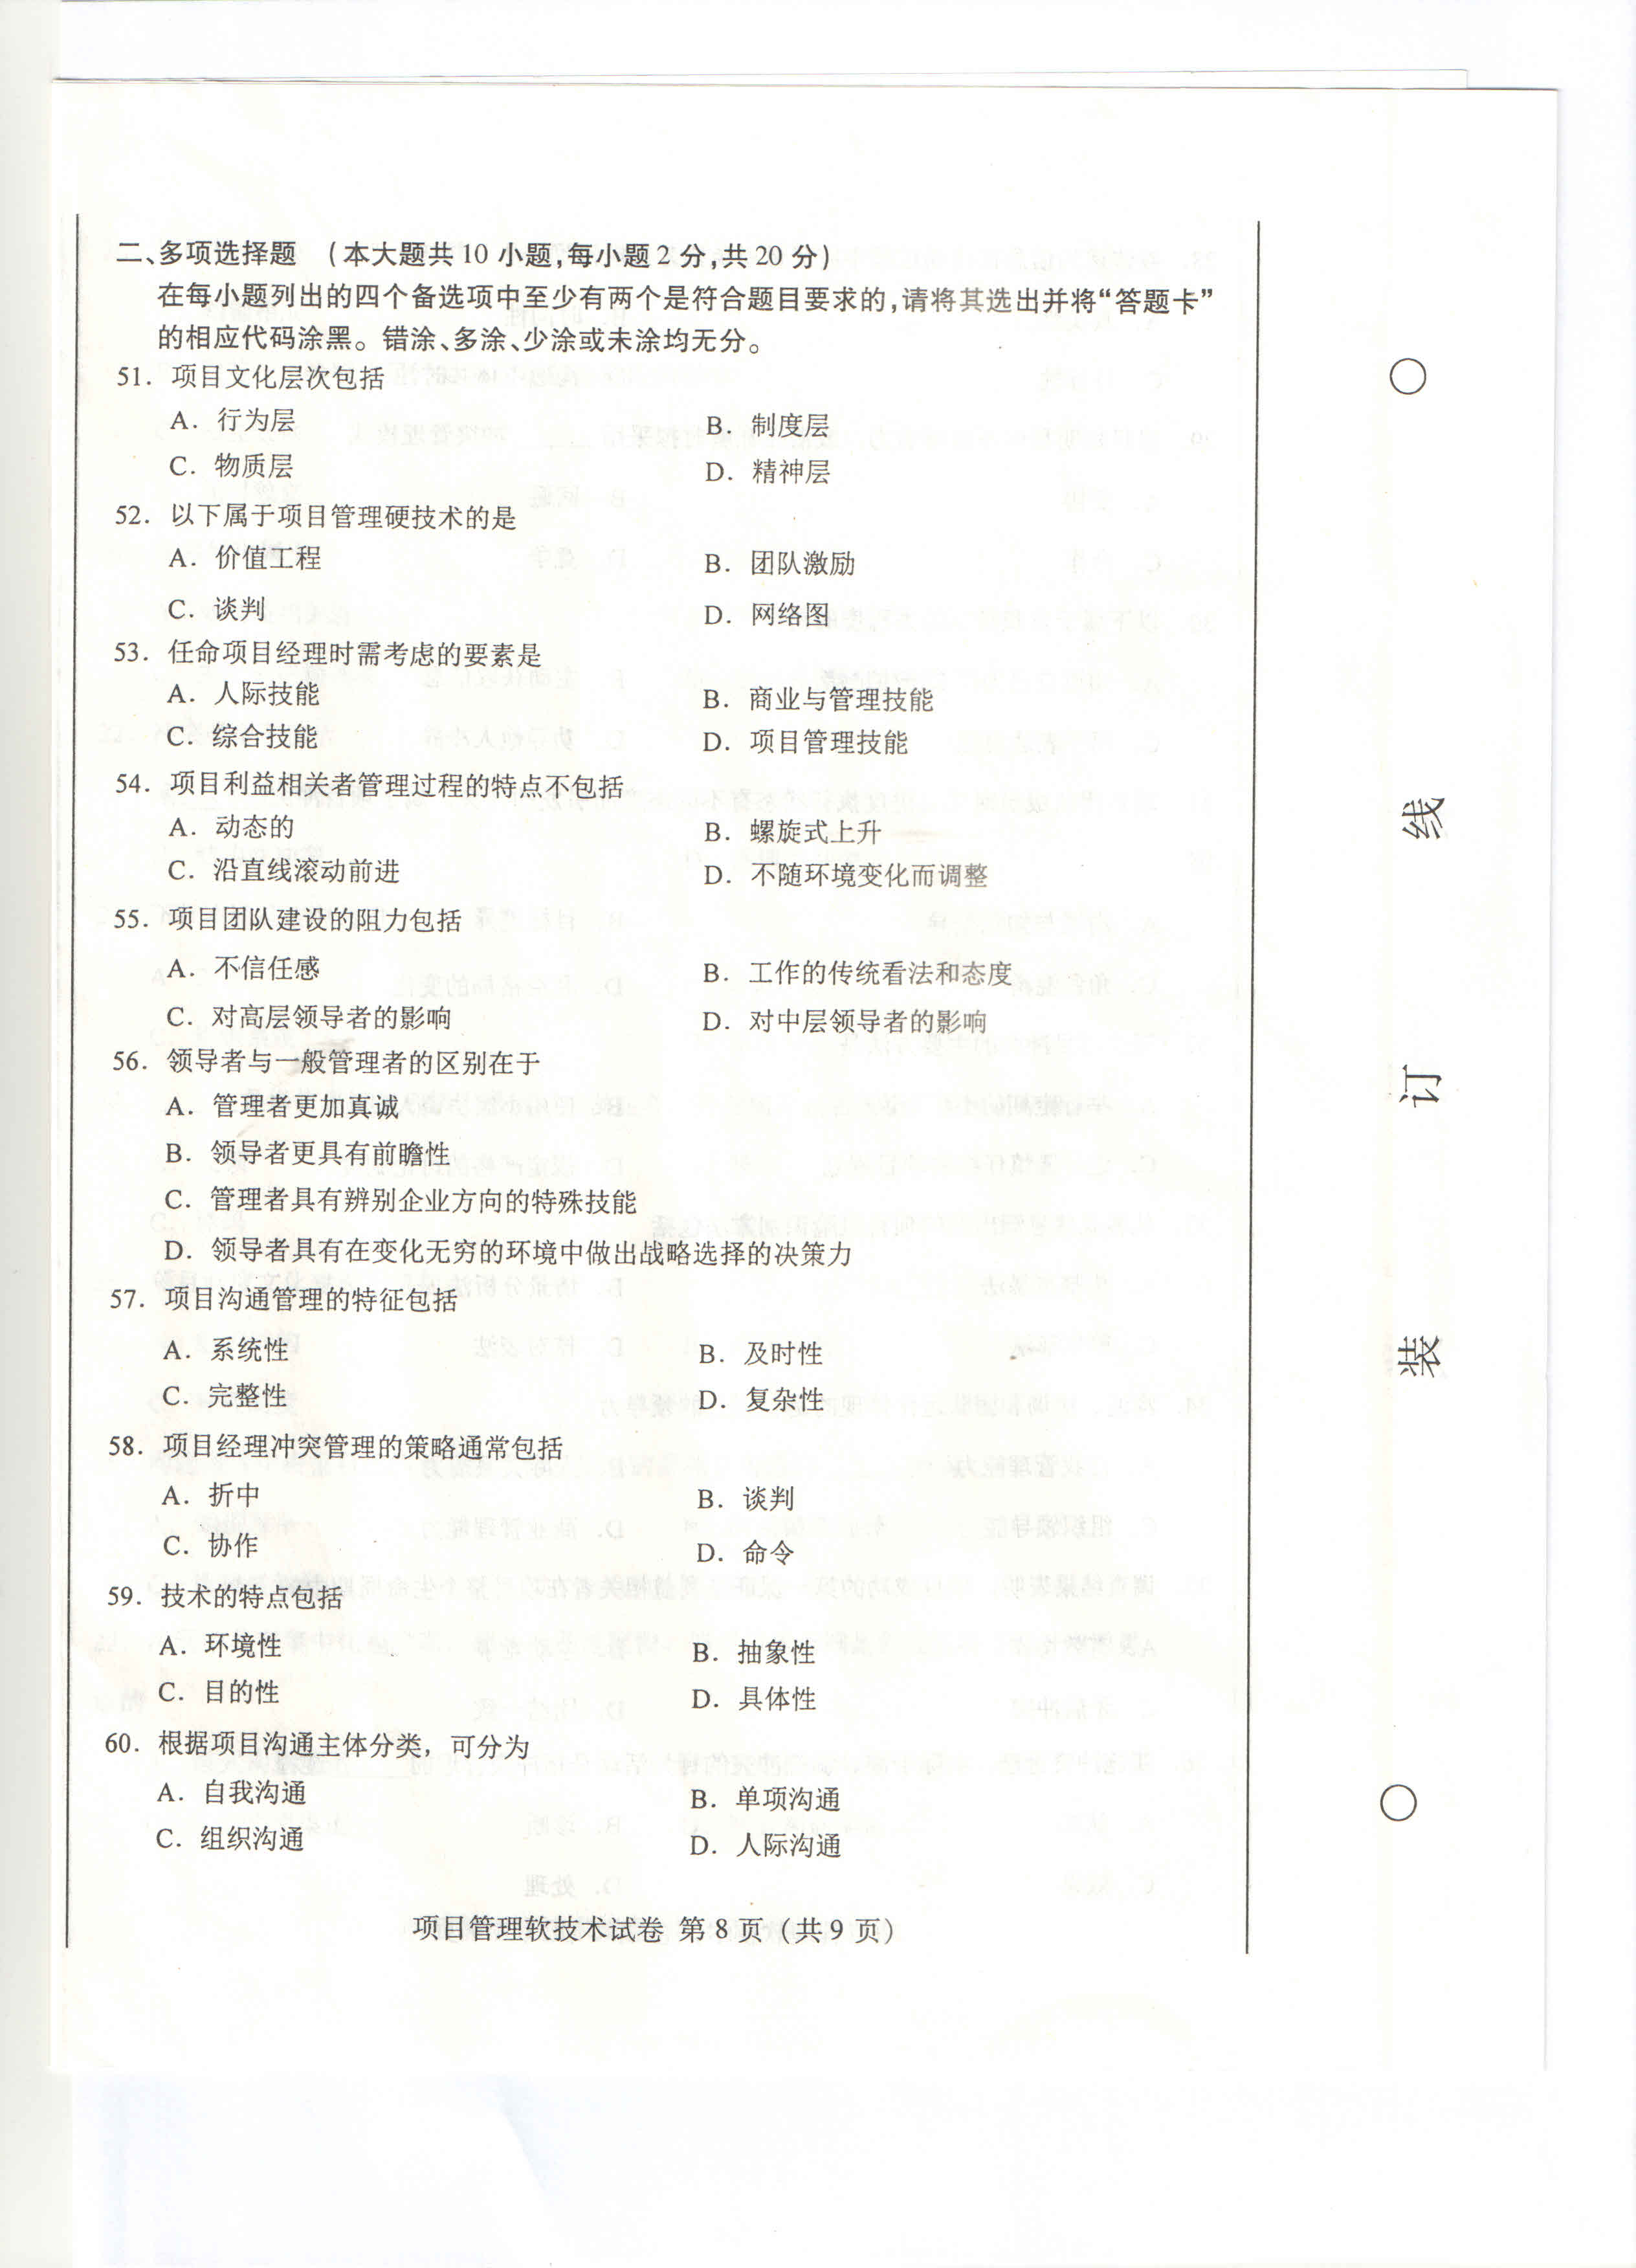 二、多项选择题 （本大题共10 小题,每小题 2 分,共 20 分）
在每小题列出的四个备选项中至少有两个是符合题目要求的,请将其选出并将“答题卡”
的相应代码涂黑。错涂、多涂、少涂或未涂均无分。
51．项目文化层次包括
A．行为层 B．制度层
C．物质层 D．精神层
52．以下属于项目管理硬技术的是
A．价值工程 B．团队激励
C．谈判 D．网络图
53．任命项目经理时需考虑的要素是
A．人际技能 B．商业与管理技能
C．综合技能 D．项目管理技能
54．项目利益相关者管理过程的特点不包括
A．动态的 B．螺旋式上升
C．沿直线滚动前进 D．不随环境变化而调整
55．项目团队建设的阻力包括
A．不信任感 B．工作的传统看法和态度
C．对高层领导者的影响 D．对中层领导者的影响
56．领导者与一般管理者的区别在于
A．管理者更加真诚
B．领导者更具有前瞻性
C．管理者具有辨别企业方向的特殊技能
D．领导者具有在变化无穷的环境中做出战略选择的决策力
57．项目沟通管理的特征包括
A．系统性 B．及时性
C．完整性 D．复杂性
58．项目经理冲突管理的策略通常包括
A．折中 B．谈判
C．协作 D．命令
59．技术的特点包括
A．环境性 B．抽象性
C．目的性 D．具体性
60．根据项目沟通主体分类，可分为
A．自我沟通 B．单项沟通
C．组织沟通 D．人际沟通
项目管理软技术试卷 第 8 页（共 9 页）
线
订
装